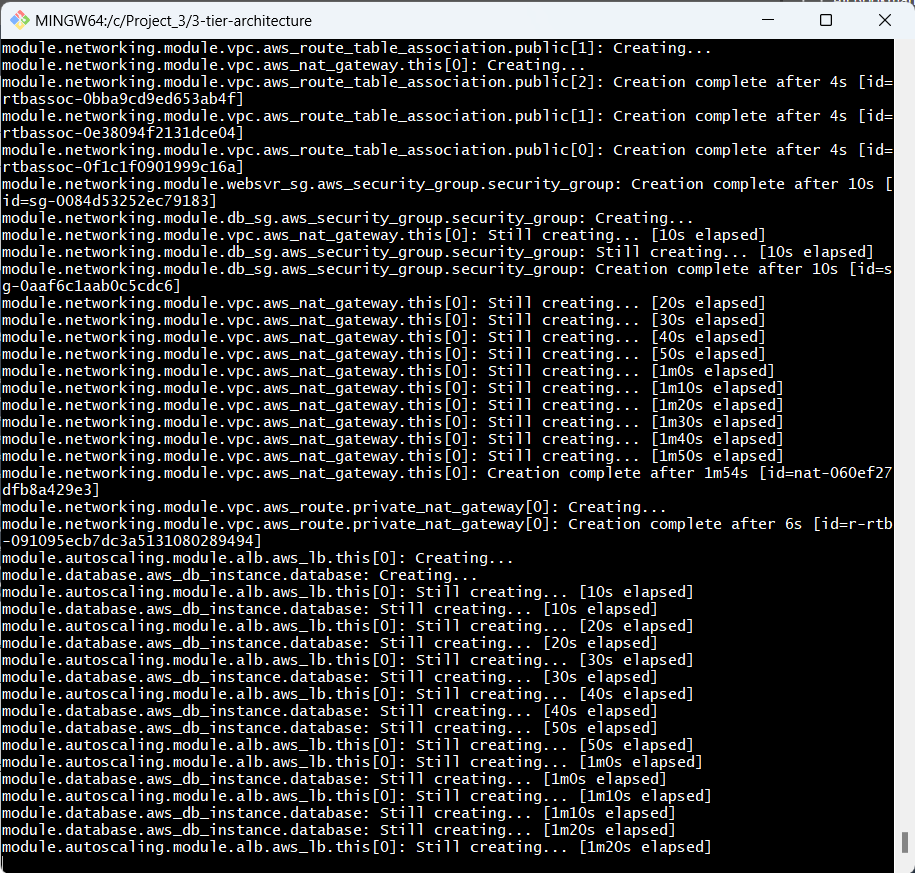 MINGW64:/c/Project_3/3-tier-architecture
module.networking.module.vpc.aws_route_table_association.public[1]: Creating...
module.networking.module.vpc.aws_nat_gateway.this[0]: Creating...
module.networking.module.vpc.aws_route_table_association.public[2]: Creation complete after 4s [id=
rtbassoc-0bba9cd9ed653ab4f]
module.networking.module.vpc.aws_route_table_association.public[1]: Creation complete after 4s [id=
rtbassoc-0e38094f2131dce04]
module.networking.module.vpc.aws_route_table_association.public[0]: Creation complete after 4s [id=
rtbassoc-0f1c1f0901999c16a]
module.networking.module.websvr_sg.aws_security_group.security_group: Creation complete after 10s [
id=sg-0084d53252ec79183]
module.networking.module.db_sg.aws_security_group.security_group: Creating...
module.networking.module.vpc.aws_nat_gateway.this[0]: Still creating... [10s elapsed]
module.networking.module.db_sg.aws_security_group.security_group: Still creating... [10s elapsed]
module.networking.module.db_sg.aws_security_group.security_group: Creation complete after 10s [id=s
g-0aaf6c1aab0c5cdc6]
module.networking.module.vpc.aws_nat_gateway.this[0]: Still creating... [20s elapsed]
module.networking.module.vpc.aws_nat_gateway.this[0]: Still creating... [30s elapsed]
module.networking.module.vpc.aws_nat_gateway.this[0]: Still creating... [40s elapsed]
module.networking.module.vpc.aws_nat_gateway.this[0]: Still creating... [50s elapsed]
module.networking.module.vpc.aws_nat_gateway.this[0]: Still creating... [1m0s elapsed]
module.networking.module.vpc.aws_nat_gateway.this[0]: Still creating... [1m10s elapsed]
module.networking.module.vpc.aws_nat_gateway.this[0]: Still creating... [1m20s elapsed]
module.networking.module.vpc.aws_nat_gateway.this[0]: Still creating... [1m30s elapsed]
module.networking.module.vpc.aws_nat_gateway.this[0]: Still creating... [1m40s elapsed]
module.networking.module.vpc.aws_nat_gateway.this[0]: Still creating... [1m50s elapsed]
module.networking.module.vpc.aws_nat_gateway.this[0]: Creation complete after 1m54s [id=nat-060ef27
dfb8a429e3]
module.networking.module.vpc.aws_route.private_nat_gateway[0]: Creating...
module.networking.module.vpc.aws_route.private_nat_gateway[0]: Creation complete after 6s [id=r-rtb
-091095ecb7dc3a5131080289494]
module.autoscaling.module.alb.aws_lb.this[0]: Creating...
module.database.aws_db_instance.database: Creating...
module.autoscaling.module.alb.aws_lb.this[0]: Still creating... [10s elapsed]
module.database.aws_db_instance.database: Still creating... [10s elapsed]
module.autoscaling.module.alb.aws_lb.this[0]: Still creating... [20s elapsed]
module.database.aws_db_instance.database: Still creating... [20s elapsed]
module.autoscaling.module.alb.aws_lb.this[0]: Still creating... [30s elapsed]
module.database.aws_db_instance.database: Still creating... [30s elapsed]
module.autoscaling.module.alb.aws_lb.this[0]: Still creating... [40s elapsed]
module.database.aws_db_instance.database: Still creating... [40s elapsed]
module.database.aws_db_instance.database: Still creating... [50s elapsed]
module.autoscaling.module.alb.aws_lb.this[0]: Still creating... [50s elapsed]
module.autoscaling.module.alb.aws_lb.this[0]: Still creating... [1m0s elapsed]
module.database.aws_db_instance.database: Still creating... [1m0s elapsed]
module.autoscaling.module.alb.aws_lb.this[0]: Still creating... [1m10s elapsed]
module.database.aws_db_instance.database: Still creating... [1m10s elapsed]
module.database.aws_db_instance.database: Still creating... [1m20s elapsed]
module.autoscaling.module.alb.aws_lb.this[0]: Still creating... [1m20s elapsed]